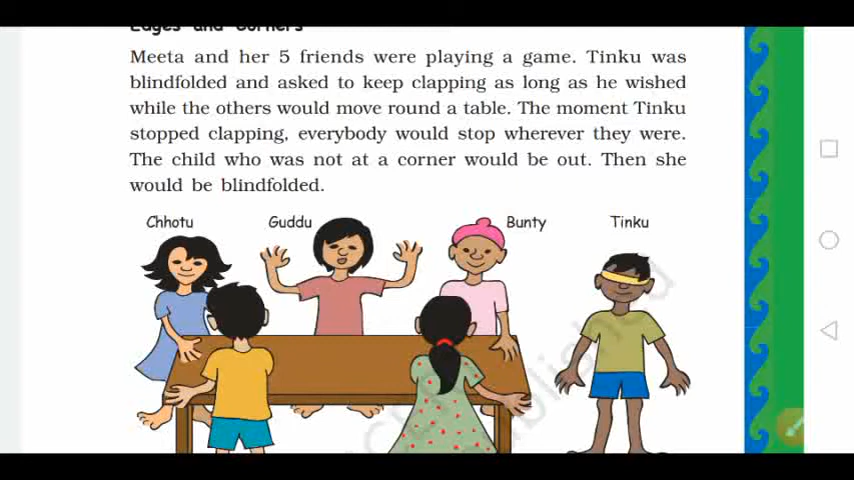 Edges and Corners
Meeta and her 5 friends were playing a game. Tinku was
blindfolded and asked to keep clapping as long as he wished
while the others would move round a table. The moment Tinku
stopped clapping, everybody would stop wherever they were.
The child who was not at a corner would be out. Then she
would be blindfolded.
Chhotu Guddu Bunty Tinku